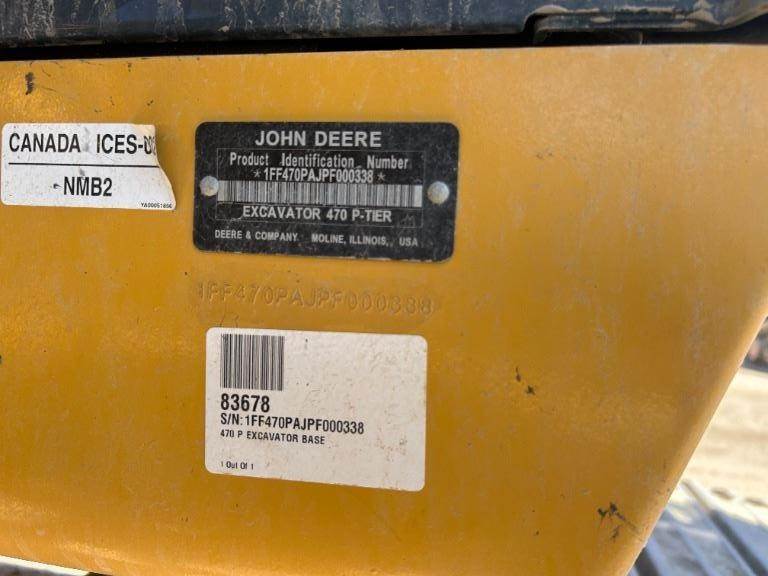 CANADA ICES-
NMB2
YA00051696
JOHN DEERE
Product Identification Number
*1FF470PAJPF000338*
EXCAVATOR 470 P-TIER
DEERE & COMPANY MOLINE, ILLINOIS, USA
1FF470PAJPF000338
83678
S/N:1FF470PAJPF000338
470 P EXCAVATOR BASE
1 Out Of 1